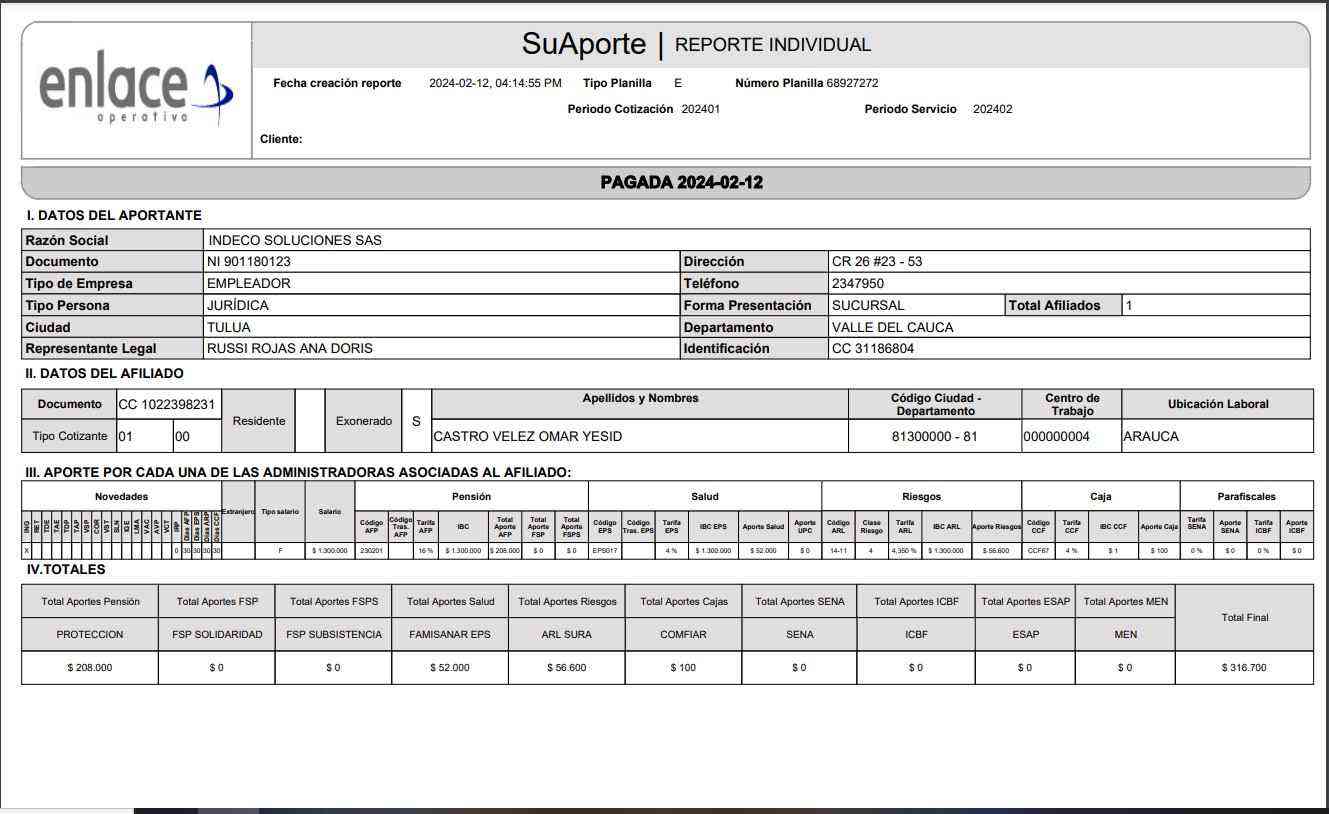 enlace
operativo
SuAporte | REPORTE INDIVIDUAL
Fecha creación reporte 2024-02-12, 04:14:55 PM Tipo Planilla E Número Planilla 68927272
Periodo Cotización 202401 Periodo Servicio 202402
Cliente:
PAGADA 2024-02-12
I. DATOS DEL APORTANTE
Razón Social INDECO SOLUCIONES SAS
Documento NI 901180123 Dirección CR 26 #23 - 53
Tipo de Empresa EMPLEADOR Teléfono 2347950
Tipo Persona JURÍDICA Forma Presentación SUCURSAL Total Afiliados 1
Ciudad TULUA Departamento VALLE DEL CAUCA
Representante Legal RUSSI ROJAS ANA DORIS Identificación CC 31186804
II. DATOS DEL AFILIADO
Documento CC 1022398231 Residente Exonerado S Apellidos y Nombres Código Ciudad - Departamento Centro de Trabajo Ubicación Laboral
Tipo Cotizante 01 00 CASTRO VELEZ OMAR YESID 81300000 - 81 000000004 ARAUCA
III. APORTE POR CADA UNA DE LAS ADMINISTRADORAS ASOCIADAS AL AFILIADO:
Novedades Extranjero Tipo salario Salario Pensión Salud Riesgos Caja Parafiscales
ING RET TDE TAE TDP TAP VSP COR VST SLN IGE LMA VAC AVP VCT IRP Dias AFP Dias EPS Dias ARP Dias CCF Código AFP Código Tras. AFP Tarifa AFP IBC Total Aporte AFP Total Aporte FSP Total Aporte FSPS Código EPS Código Tras. EPS Tarifa EPS IBC EPS Aporte Salud Aporte UPC Código ARL Clase Riesgo Tarifa ARL IBC ARL Aporte Riesgos Código CCF Tarifa CCF IBC CCF Aporte Caja Tarifa SENA Aporte SENA Tarifa ICBF Aporte ICBF
X 0 30 30 30 30 F $ 1.300.000 230201 16 % $ 1.300.000 $ 208.000 $ 0 $ 0 EPS017 4 % $ 1.300.000 $ 52.000 $ 0 14-11 4 4,350 % $ 1.300.000 $ 56.600 CCF67 4 % $ 1 $ 100 0 % $ 0 0 % $ 0
IV.TOTALES
Total Aportes Pensión Total Aportes FSP Total Aportes FSPS Total Aportes Salud Total Aportes Riesgos Total Aportes Cajas Total Aportes SENA Total Aportes ICBF Total Aportes ESAP Total Aportes MEN Total Final
PROTECCION FSP SOLIDARIDAD FSP SUBSISTENCIA FAMISANAR EPS ARL SURA COMFIAR SENA ICBF ESAP MEN
$ 208.000 $ 0 $ 0 $ 52.000 $ 56.600 $ 100 $ 0 $ 0 $ 0 $ 0 $ 316.700